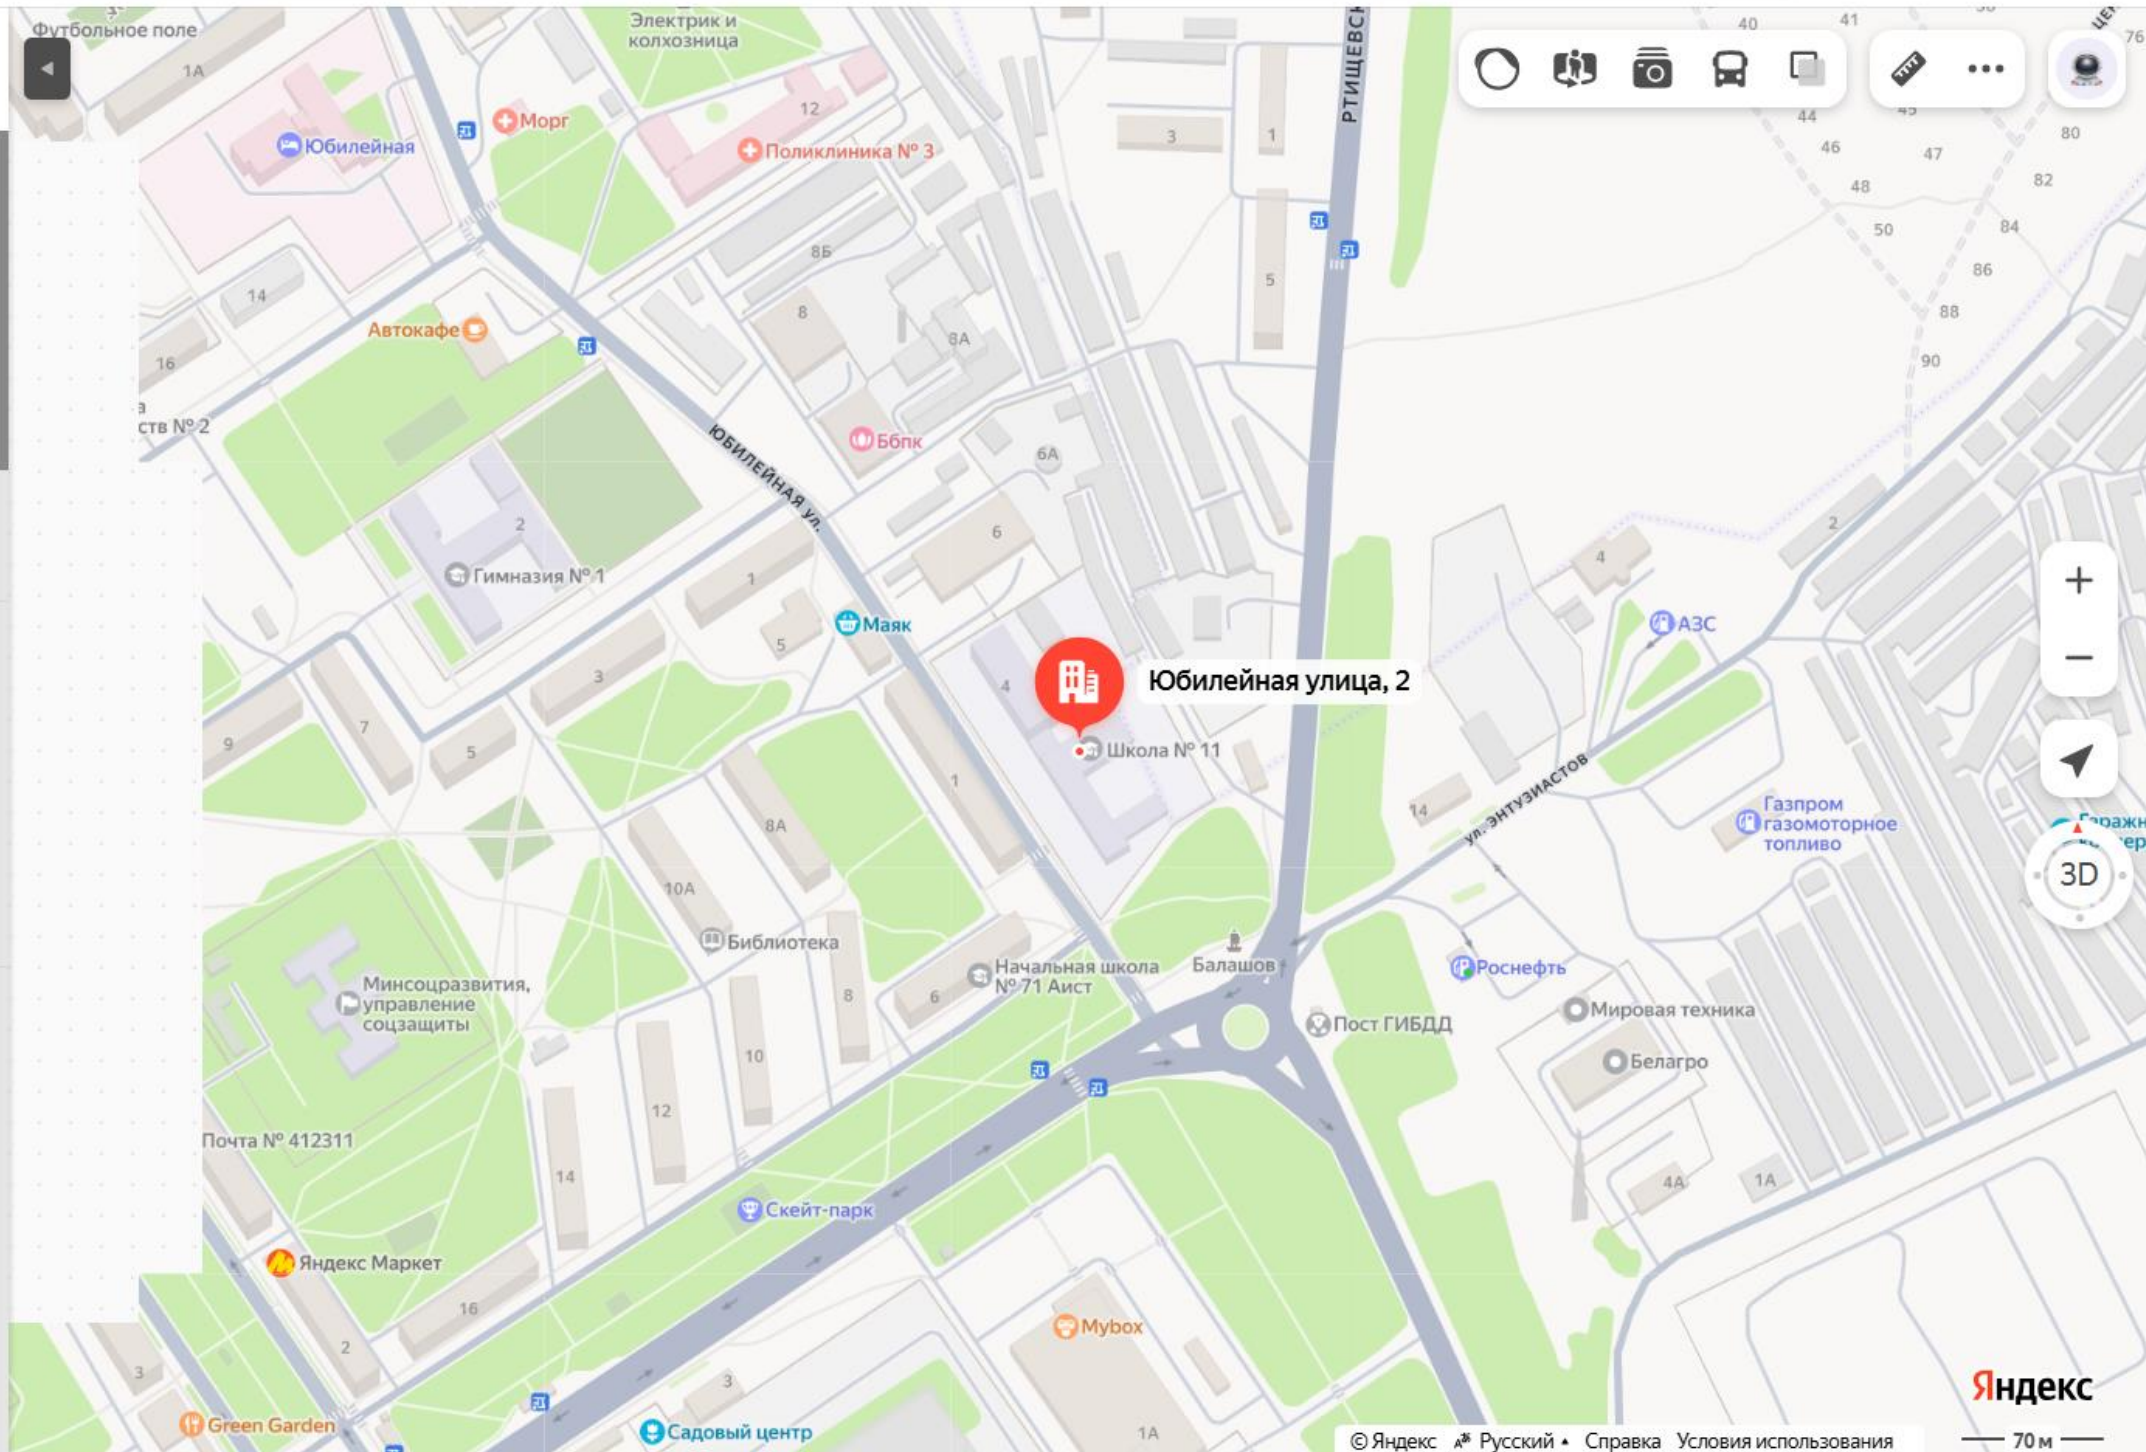 Футбольное поле
1А
Электрик и
колхозница
РТИЩЕВСК
40
41
76
44
45
80
46
47
82
48
84
50
86
88
90
Морг
12
Поликлиника № 3
Юбилейная
3
1
8Б
14
5
8
Автокафе
8А
16
ств № 2
Ббпк
6А
ЮБИЛЕЙНАЯ УЛ.
2
6
2
4
Гимназия № 1
1
Маяк
АЗС
5
3
4
Юбилейная улица, 2
7
9
5
Школа № 11
1
14
ул. ЭНТУЗИАСТОВ
Газпром
газомоторное
топливо
8А
3D
10А
Библиотека
Начальная школа
№ 71 Аист
Балашов
Роснефть
8
6
Минсоцразвития,
управление
соцзащиты
Мировая техника
Пост ГИБДД
10
Белагро
12
Почта № 412311
14
4А
1А
Скейт-парк
Яндекс Маркет
16
Mybox
2
3
3
Яндекс
Green Garden
Садовый центр
1А
© Яндекс Русский Справка Условия использования
70 м